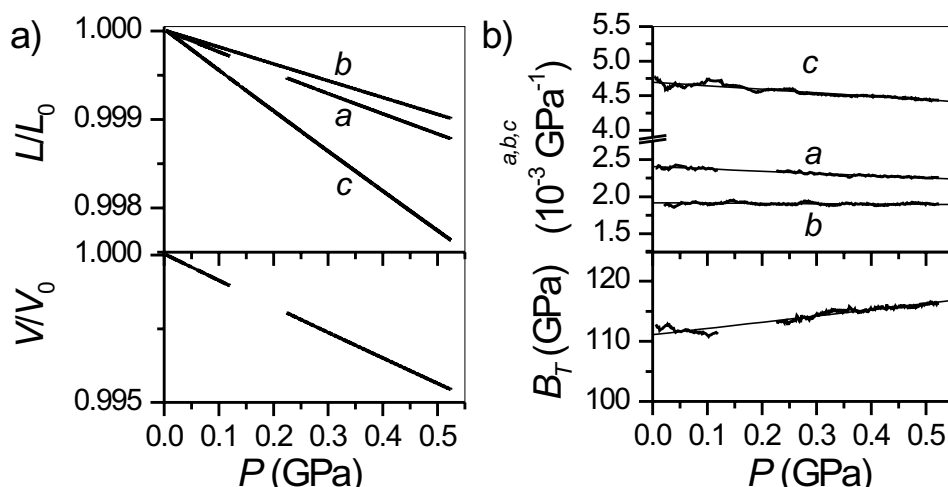 a)
1.000
0.999
0.998
L/L₀
b
a
c
1.000
0.995
V/V₀
0.0 0.1 0.2 0.3 0.4 0.5
P (GPa)
b)
5.5
5.0
4.5
4.0
2.5
2.0
1.5
a,b,c
(10⁻³ GPa⁻¹)
c
a
b
120
110
100
B_T (GPa)
0.0 0.1 0.2 0.3 0.4 0.5
P (GPa)